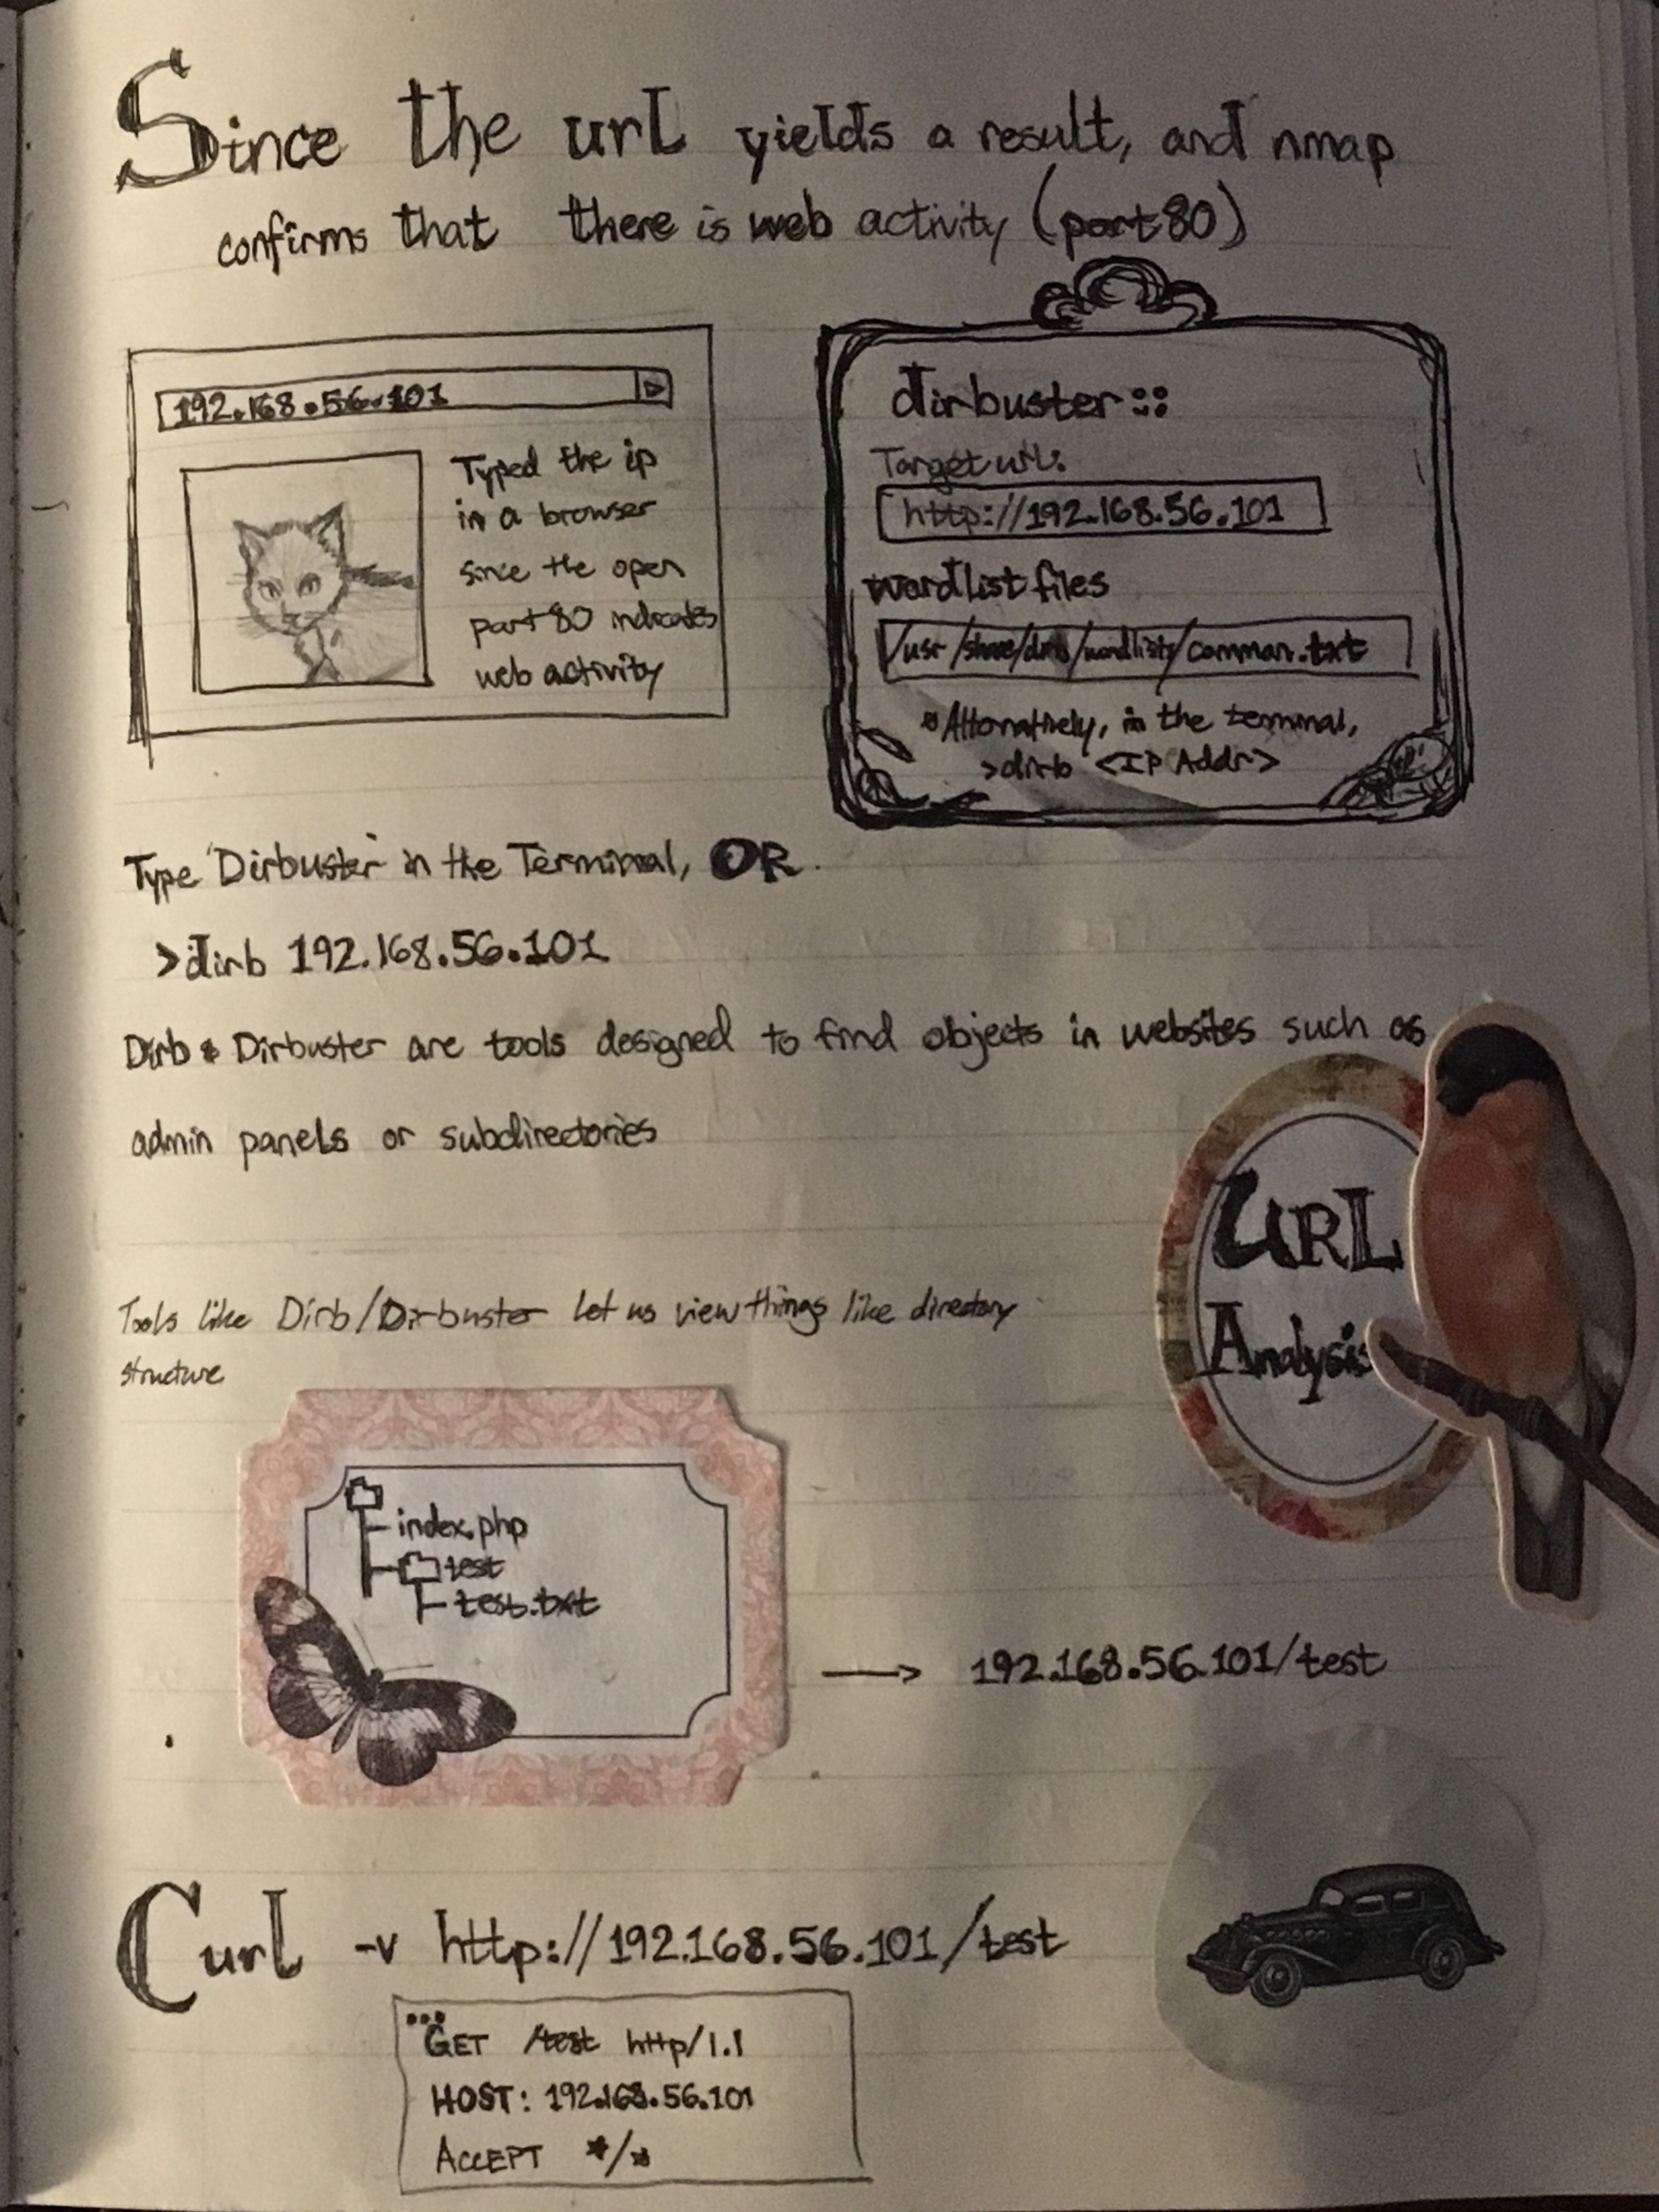 Since the url yields a result, and nmap
confirms that there is web activity (port 80)
192.168.56.101
Typed the ip
in a browser
since the open
port 80 indicates
web activity
dirbuster::
Target url:
http://192.168.56.101
wordlist files
/usr/share/dirb/wordlists/common.txt
*Alternatively, in the terminal,
>dirb <IP Addr>
Type "Dirbuster" in the Terminal, OR
>dirb 192.168.56.101
Dirb & Dirbuster are tools designed to find objects in websites such as
admin panels or subdirectories
URL
Analysis
Tools like Dirb/Dirbuster let us view things like directory
structure
index.php
test
test.txt
→ 192.168.56.101/test
Curl -v http://192.168.56.101/test
GET /test http/1.1
HOST: 192.168.56.101
ACCEPT */*